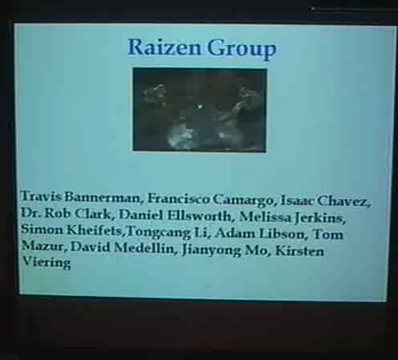 Raizen Group
Travis Bannerman, Francisco Camargo, Isaac Chavez,
Dr. Rob Clark, Daniel Ellsworth, Melissa Jerkins,
Simon Kheifets,Tongcang Li, Adam Libson, Tom
Mazur, David Medellin, Jianyong Mo, Kirsten
Viering